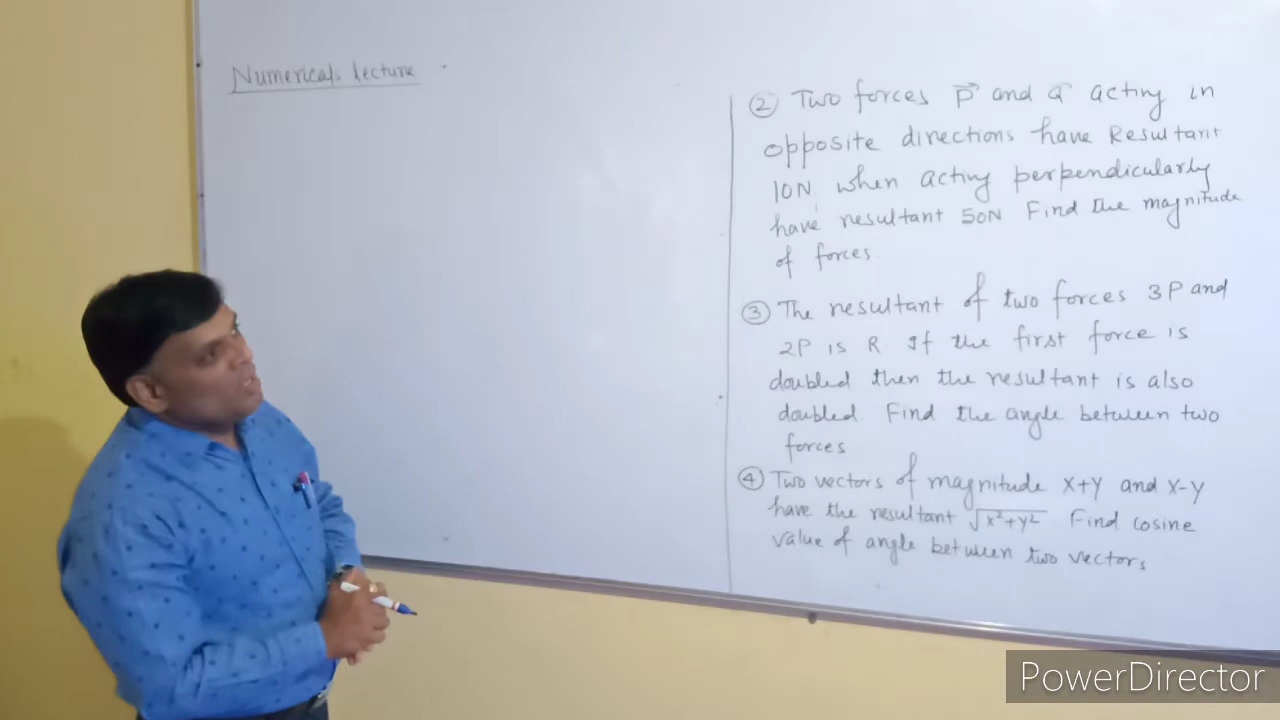 Numericals lecture
② Two forces P⃗ and Q⃗ acting in
opposite directions have Resultant
10N, when acting perpendicularly
have resultant 50N Find the magnitude
of forces.
③ The resultant of two forces 3P and
2P is R If the first force is
doubled then the resultant is also
doubled Find the angle between two
forces
④ Two vectors of magnitude x+y and x-y
have the resultant √x²+y² Find cosine
value of angle between two vectors
PowerDirector